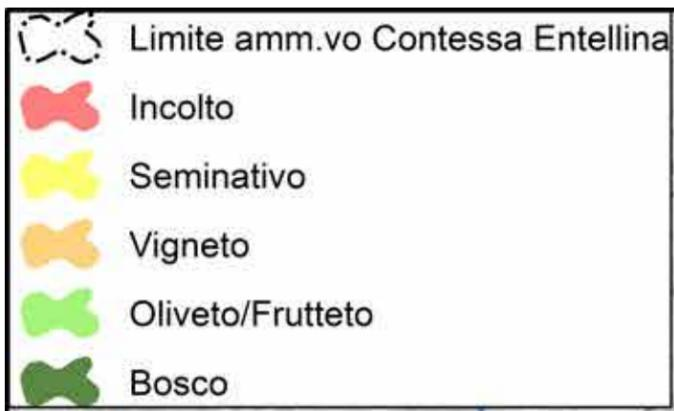 Limite amm.vo Contessa Entellina
Incolto
Seminativo
Vigneto
Oliveto/Frutteto
Bosco